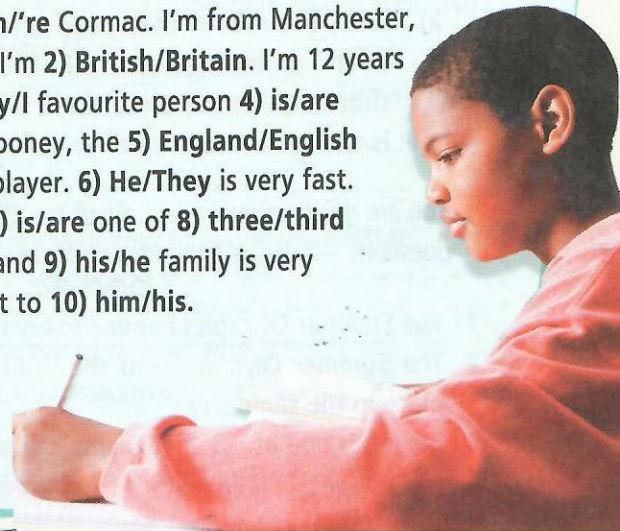 /'re Cormac. I'm from Manchester,
I'm 2) British/Britain. I'm 12 years
/I favourite person 4) is/are
ooney, the 5) England/English
player. 6) He/They is very fast.
) is/are one of 8) three/third
and 9) his/he family is very
t to 10) him/his.